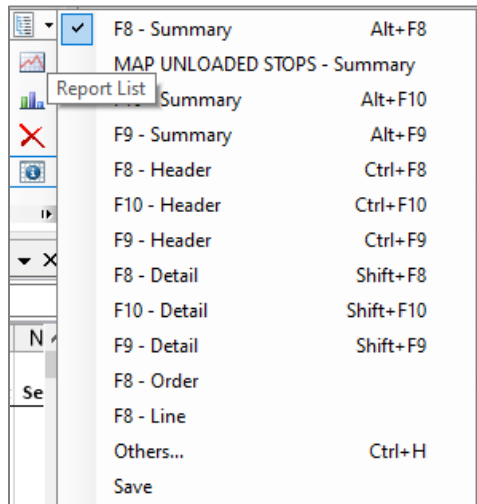 F8 - Summary Alt+F8
MAP UNLOADED STOPS - Summary
Report List
Summary Alt+F10
F9 - Summary Alt+F9
F8 - Header Ctrl+F8
F10 - Header Ctrl+F10
F9 - Header Ctrl+F9
F8 - Detail Shift+F8
F10 - Detail Shift+F10
F9 - Detail Shift+F9
F8 - Order
F8 - Line
Others... Ctrl+H
Save
N
Se